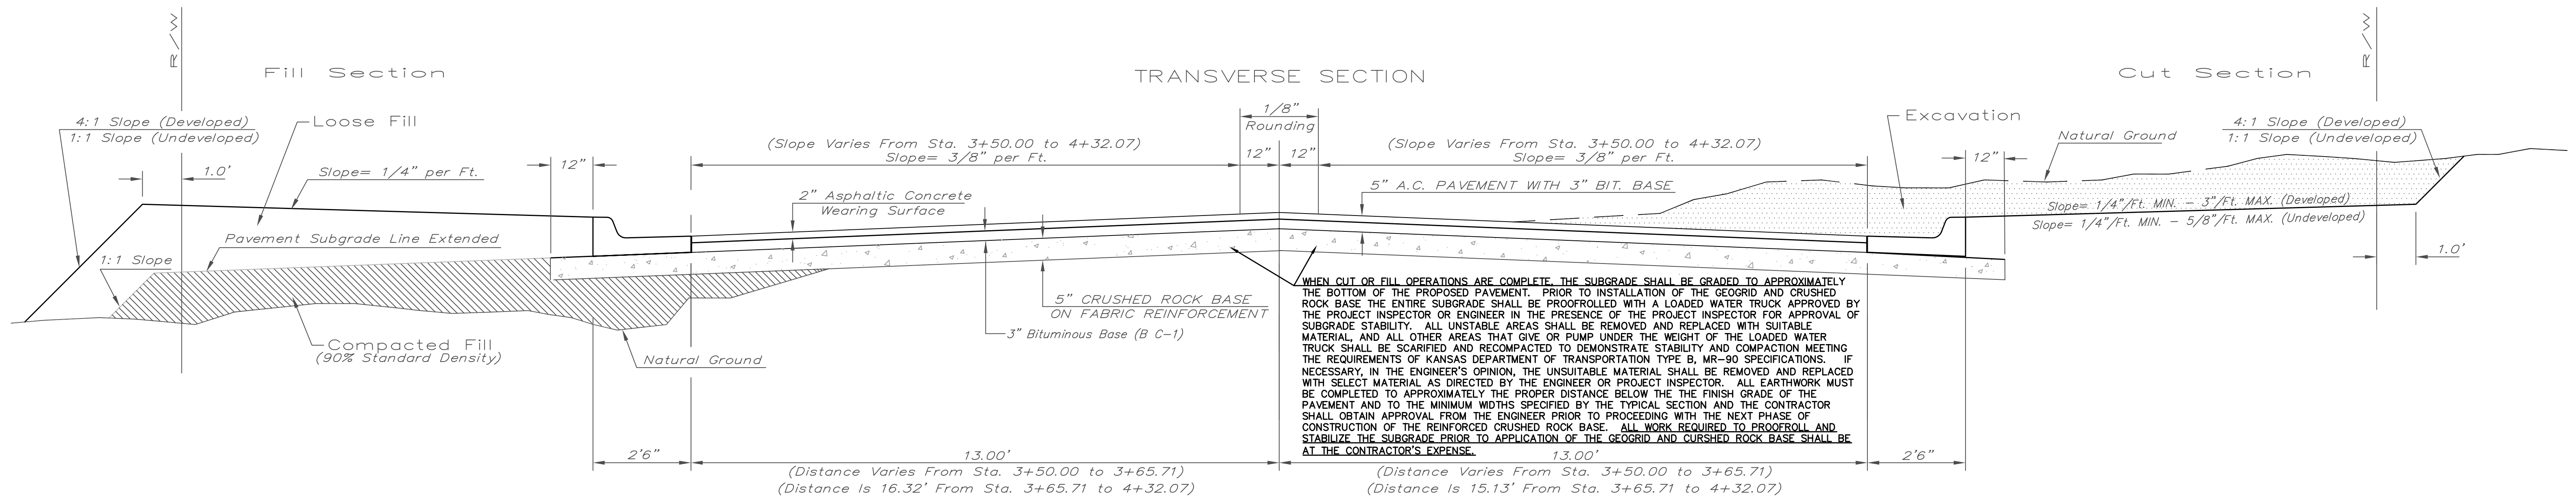 R/W
R/W
Fill Section
TRANSVERSE SECTION
Cut Section
4:1 Slope (Developed)
1:1 Slope (Undeveloped)
Loose Fill
1.0'
Slope= 1/4" per Ft.
Pavement Subgrade Line Extended
1:1 Slope
Compacted Fill
(90% Standard Density)
Natural Ground
12"
(Slope Varies From Sta. 3+50.00 to 4+32.07)
Slope= 3/8" per Ft.
2" Asphaltic Concrete
Wearing Surface
1/8"
Rounding
12"
12"
(Slope Varies From Sta. 3+50.00 to 4+32.07)
Slope= 3/8" per Ft.
5" A.C. PAVEMENT WITH 3" BIT. BASE
Excavation
Natural Ground
4:1 Slope (Developed)
1:1 Slope (Undeveloped)
12"
Slope= 1/4"/Ft. MIN. - 3"/Ft. MAX. (Developed)
Slope= 1/4"/Ft. MIN. - 5/8"/Ft. MAX. (Undeveloped)
1.0'
5" CRUSHED ROCK BASE
ON FABRIC REINFORCEMENT
3" Bituminous Base (B C-1)
WHEN CUT OR FILL OPERATIONS ARE COMPLETE, THE SUBGRADE SHALL BE GRADED TO APPROXIMATELY
THE BOTTOM OF THE PROPOSED PAVEMENT. PRIOR TO INSTALLATION OF THE GEOGRID AND CRUSHED
ROCK BASE THE ENTIRE SUBGRADE SHALL BE PROOFROLLED WITH A LOADED WATER TRUCK APPROVED BY
THE PROJECT INSPECTOR OR ENGINEER IN THE PRESENCE OF THE PROJECT INSPECTOR FOR APPROVAL OF
SUBGRADE STABILITY. ALL UNSTABLE AREAS SHALL BE REMOVED AND REPLACED WITH SUITABLE
MATERIAL, AND ALL OTHER AREAS THAT GIVE OR PUMP UNDER THE WEIGHT OF THE LOADED WATER
TRUCK SHALL BE SCARIFIED AND RECOMPACTED TO DEMONSTRATE STABILITY AND COMPACTION MEETING
THE REQUIREMENTS OF KANSAS DEPARTMENT OF TRANSPORTATION TYPE B, MR-90 SPECIFICATIONS. IF
NECESSARY, IN THE ENGINEER'S OPINION, THE UNSUITABLE MATERIAL SHALL BE REMOVED AND REPLACED
WITH SELECT MATERIAL AS DIRECTED BY THE ENGINEER OR PROJECT INSPECTOR. ALL EARTHWORK MUST
BE COMPLETED TO APPROXIMATELY THE PROPER DISTANCE BELOW THE THE FINISH GRADE OF THE
PAVEMENT AND TO THE MINIMUM WIDTHS SPECIFIED BY THE TYPICAL SECTION AND THE CONTRACTOR
SHALL OBTAIN APPROVAL FROM THE ENGINEER PRIOR TO PROCEEDING WITH THE NEXT PHASE OF
CONSTRUCTION OF THE REINFORCED CRUSHED ROCK BASE. ALL WORK REQUIRED TO PROOFROLL AND
STABILIZE THE SUBGRADE PRIOR TO APPLICATION OF THE GEOGRID AND CURSHED ROCK BASE SHALL BE
AT THE CONTRACTOR'S EXPENSE.
2'6"
13.00'
(Distance Varies From Sta. 3+50.00 to 3+65.71)
(Distance Is 16.32' From Sta. 3+65.71 to 4+32.07)
13.00'
(Distance Varies From Sta. 3+50.00 to 3+65.71)
(Distance Is 15.13' From Sta. 3+65.71 to 4+32.07)
2'6"